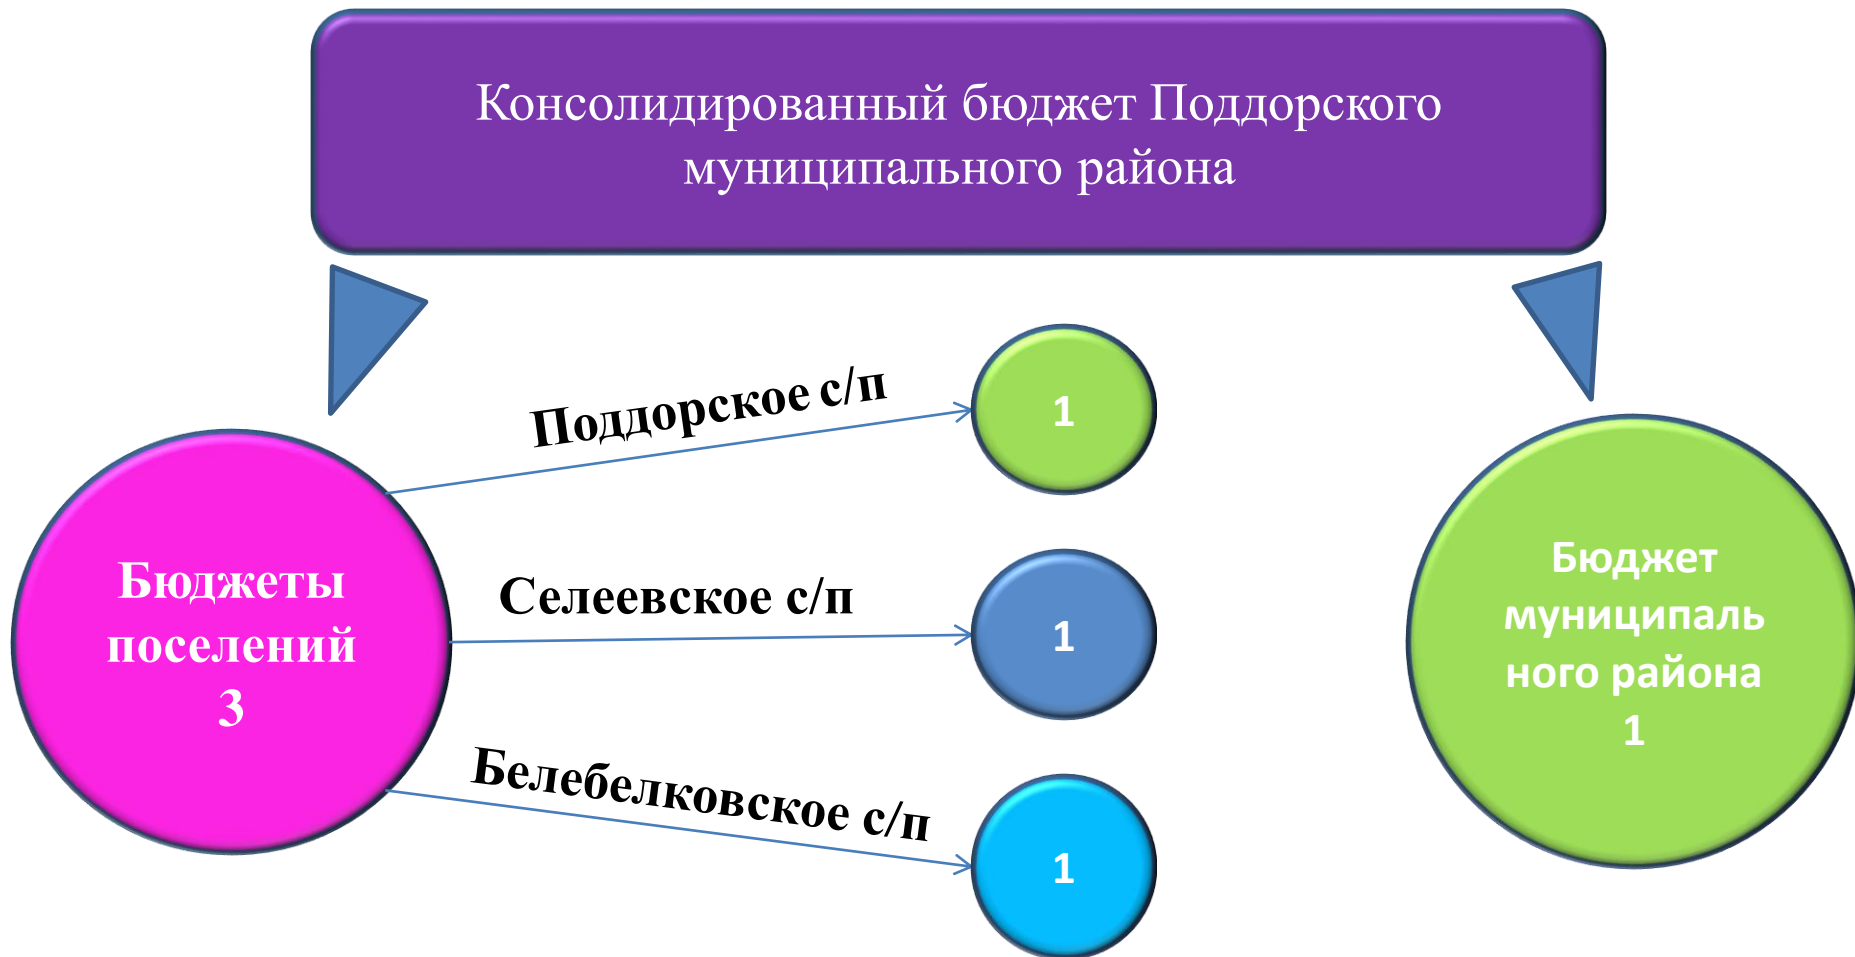 Консолидированный бюджет Поддорского
муниципального района
Поддорское с/п
1
Бюджеты
поселений
3
Селеевское с/п
1
Белебелковское с/п
1
Бюджет
муниципаль
ного района
1